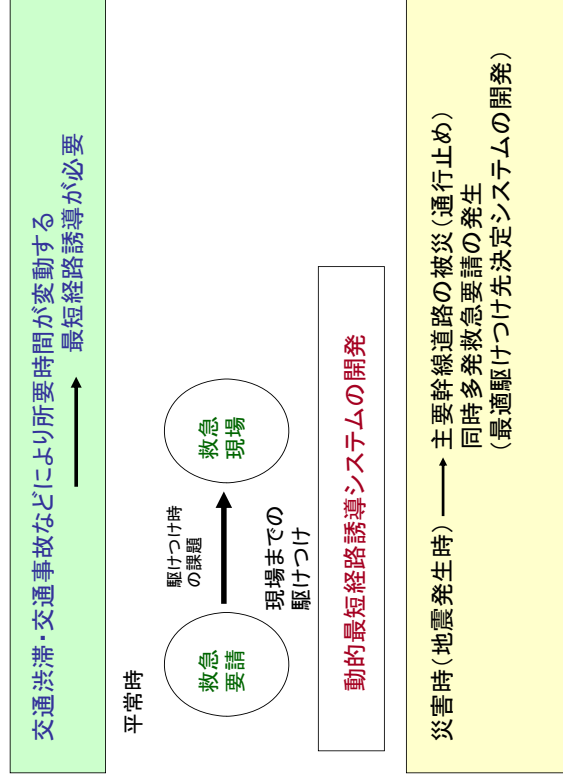 交通渋滞・交通事故などにより所要時間が変動する
最短経路誘導が必要
平常時
救急
要請
駆けつけ時
の課題
救急
現場
現場までの
駆けつけ
動的最短経路誘導システムの開発
災害時(地震発生時)
主要幹線道路の被災(通行止め)
同時多発救急要請の発生
(最適駆けつけ先決定システムの開発)